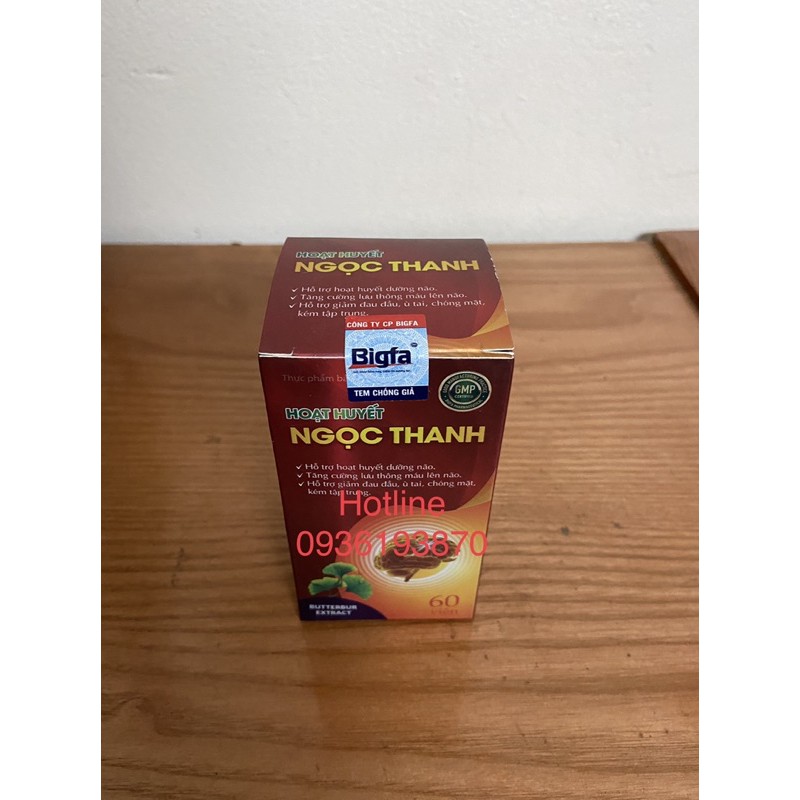 HOẠT HUYẾT
NGỌC THANH
✓ Hỗ trợ hoạt huyết dưỡng não.
✓ Tăng cường lưu thông máu lên não.
✓ Hỗ trợ giảm đau đầu, ù tai, chóng mặt,
kém tập trung.
CÔNG TY CP BIGFA
Bigfa
TEM CHỐNG GIẢ
Thực phẩm
GMP
HOẠT HUYẾT
NGỌC THANH
✓ Hỗ trợ hoạt huyết dưỡng não.
✓ Tăng cường lưu thông máu lên não.
✓ Hỗ trợ giảm đau đầu, ù tai, chóng mặt,
kém tập trung.
Hotline
0936193870
BUTTERBUR
EXTRACT
60
VIÊN